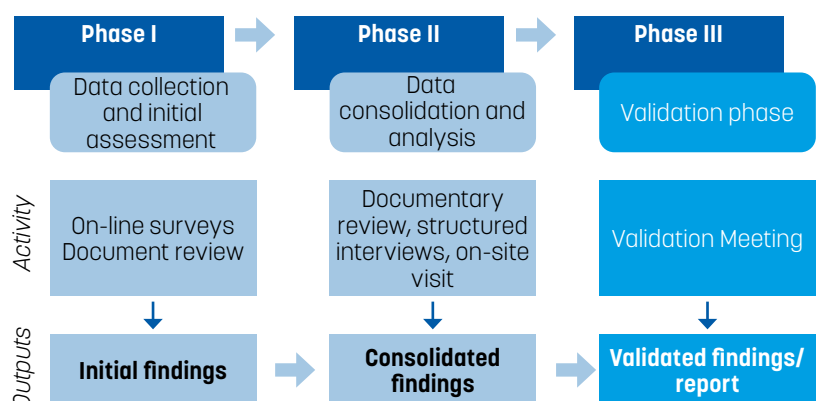 Phase I
Phase II
Phase III
Data collection
and initial
assessment
Data
consolidation and
analysis
Validation phase
Activity
On-line surveys
Document review
Documentary
review, structured
interviews, on-site
visit
Validation Meeting
Outputs
Initial findings
Consolidated
findings
Validated findings/
report